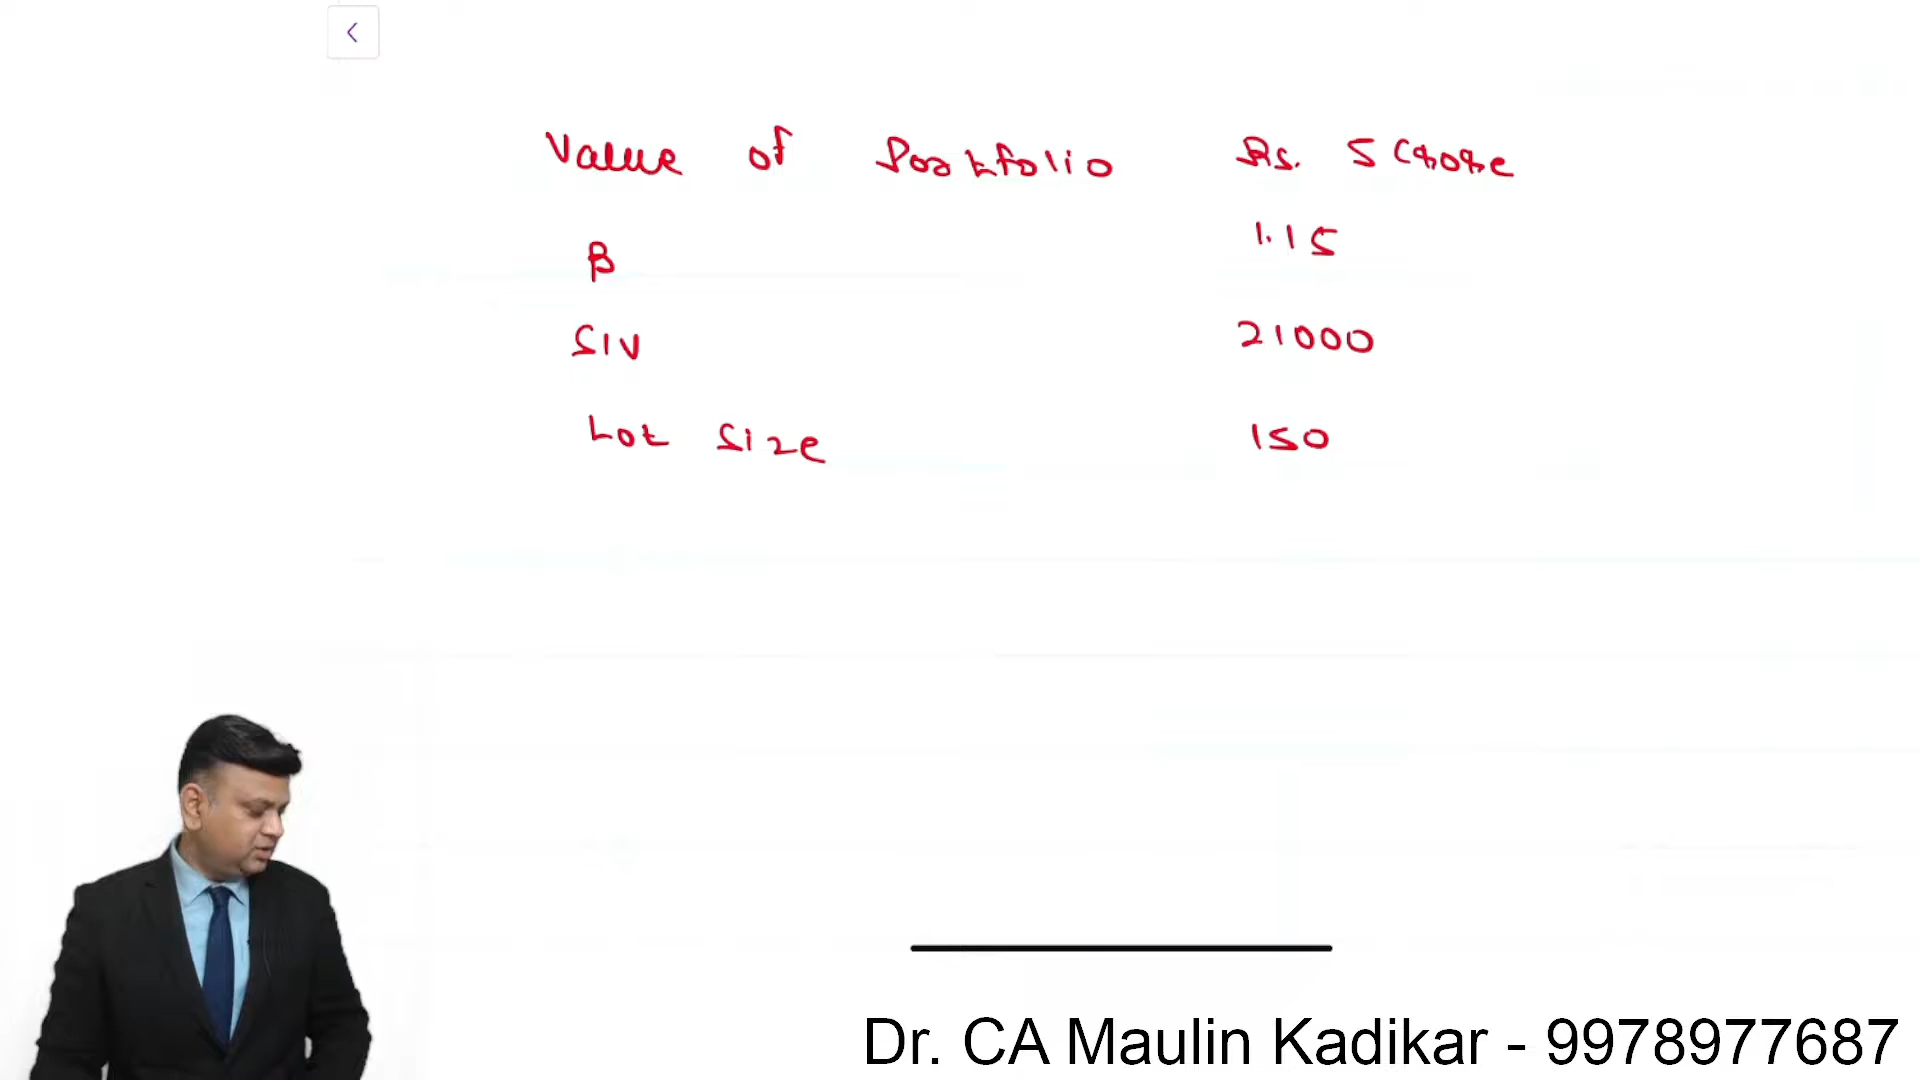 Value of Portfolio Rs. 5 Crore
β 1.15
SIV 21000
Lot Size 150
Dr. CA Maulin Kadikar - 9978977687